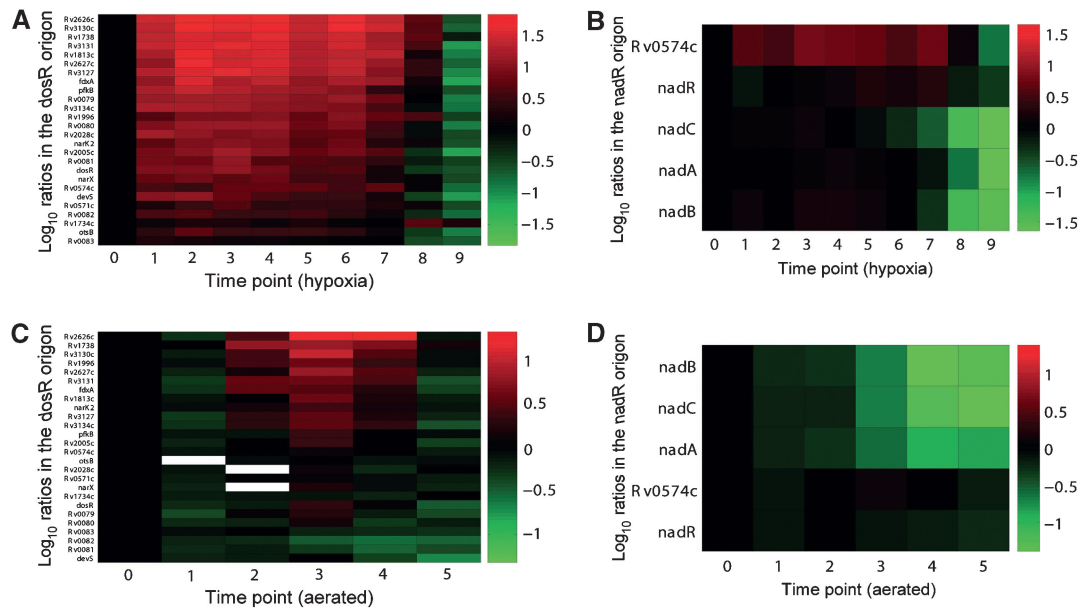 A
Log10 ratios in the dosR origon
Rv2626c
Rv3130c
Rv1738
Rv3131
Rv1813c
Rv2627c
Rv3127
fdxA
pfkB
Rv0079
Rv3134c
Rv1996
Rv0080
Rv2028c
narK2
Rv2005c
Rv0081
dosR
narX
Rv0574c
devS
Rv0571c
Rv0082
Rv1734c
otsB
Rv0083
0 1 2 3 4 5 6 7 8 9
Time point (hypoxia)
1.5
1
0.5
0
−0.5
−1
−1.5
B
Log10 ratios in the nadR origon
Rv0574c
nadR
nadC
nadA
nadB
0 1 2 3 4 5 6 7 8 9
Time point (hypoxia)
1.5
1
0.5
0
−0.5
−1
−1.5
C
Log10 ratios in the dosR origon
Rv2626c
Rv1738
Rv3130c
Rv1996
Rv2627c
Rv3131
fdxA
Rv1813c
narK2
Rv3127
Rv3134c
pfkB
Rv2005c
Rv0574c
otsB
Rv2028c
Rv0571c
narX
Rv1734c
dosR
Rv0079
Rv0080
Rv0083
Rv0082
Rv0081
devS
0 1 2 3 4 5
Time point (aerated)
1
0.5
0
−0.5
−1
D
Log10 ratios in the nadR origon
nadB
nadC
nadA
Rv0574c
nadR
0 1 2 3 4 5
Time point (aerated)
1
0.5
0
−0.5
−1